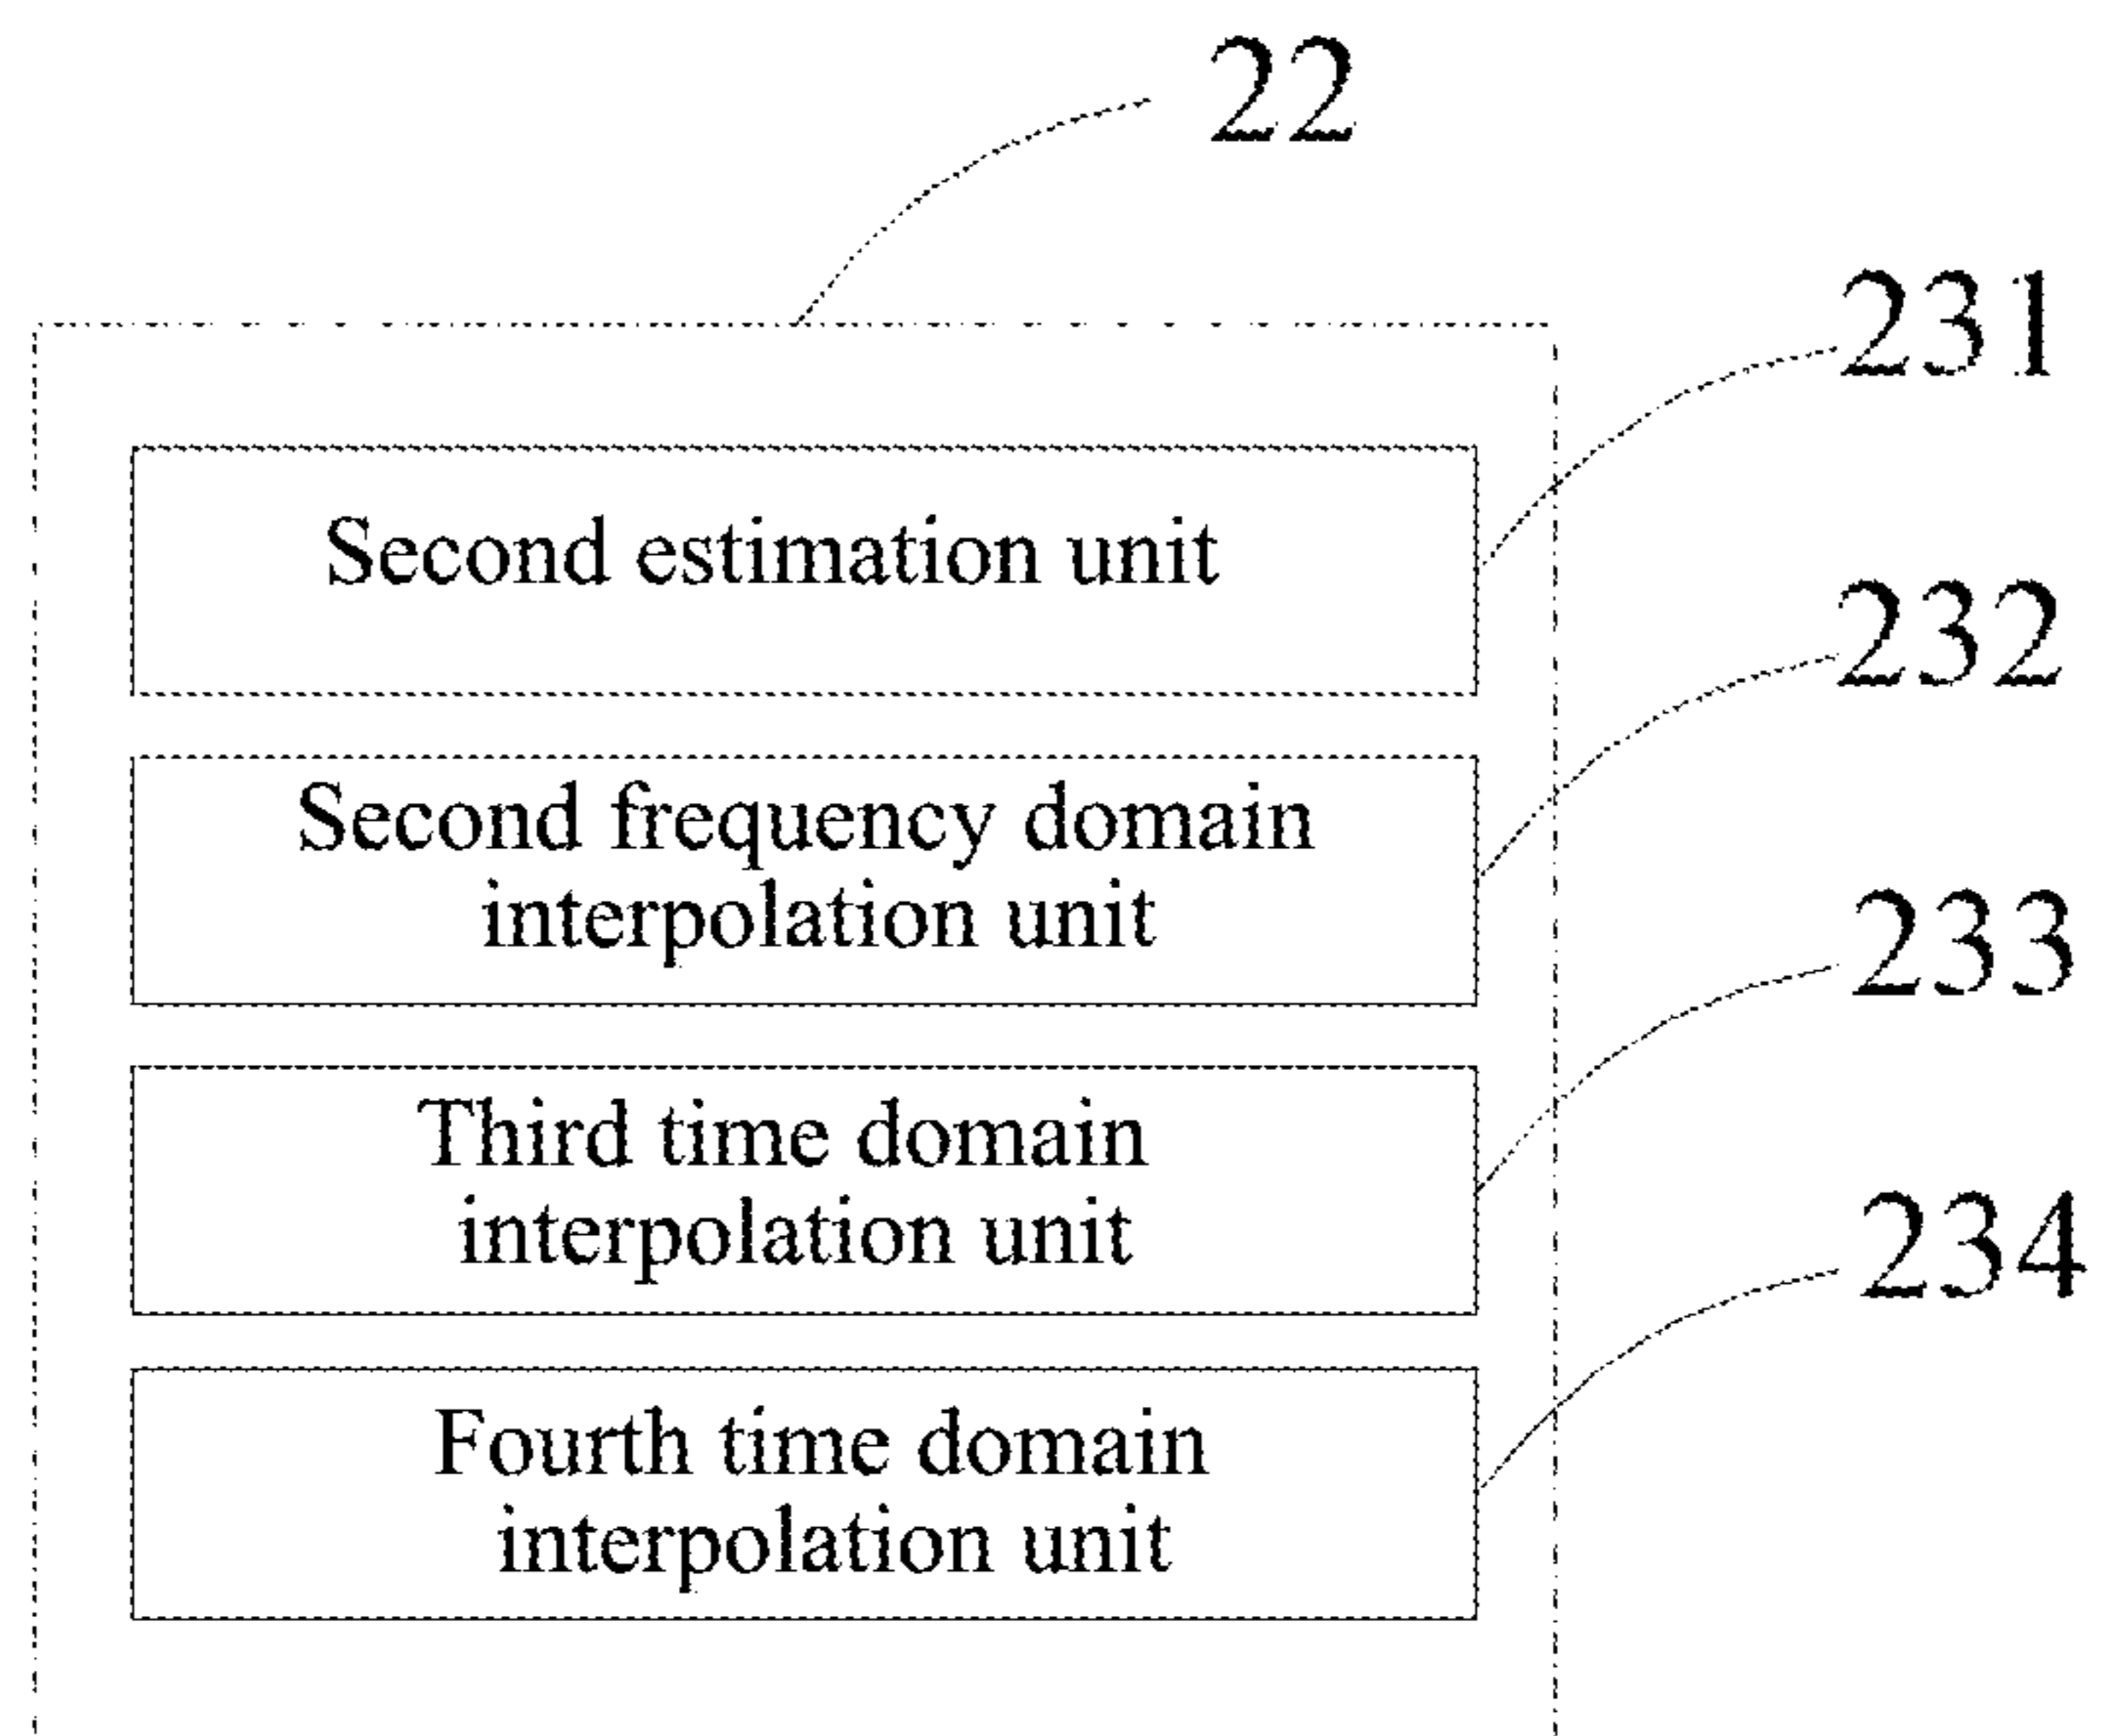 22
231
Second estimation unit
232
Second frequency domain
interpolation unit
233
Third time domain
interpolation unit
234
Fourth time domain
interpolation unit